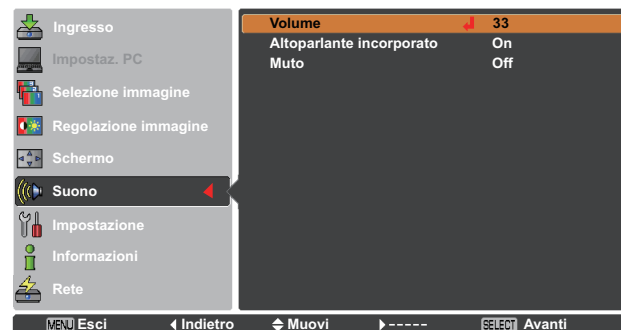 Ingresso
Impostaz. PC
Selezione immagine
Regolazione immagine
Schermo
Suono
Impostazione
Informazioni
Rete
Volume 33
Altoparlante incorporato On
Muto Off
MENU Esci Indietro Muovi ----- SELECT Avanti